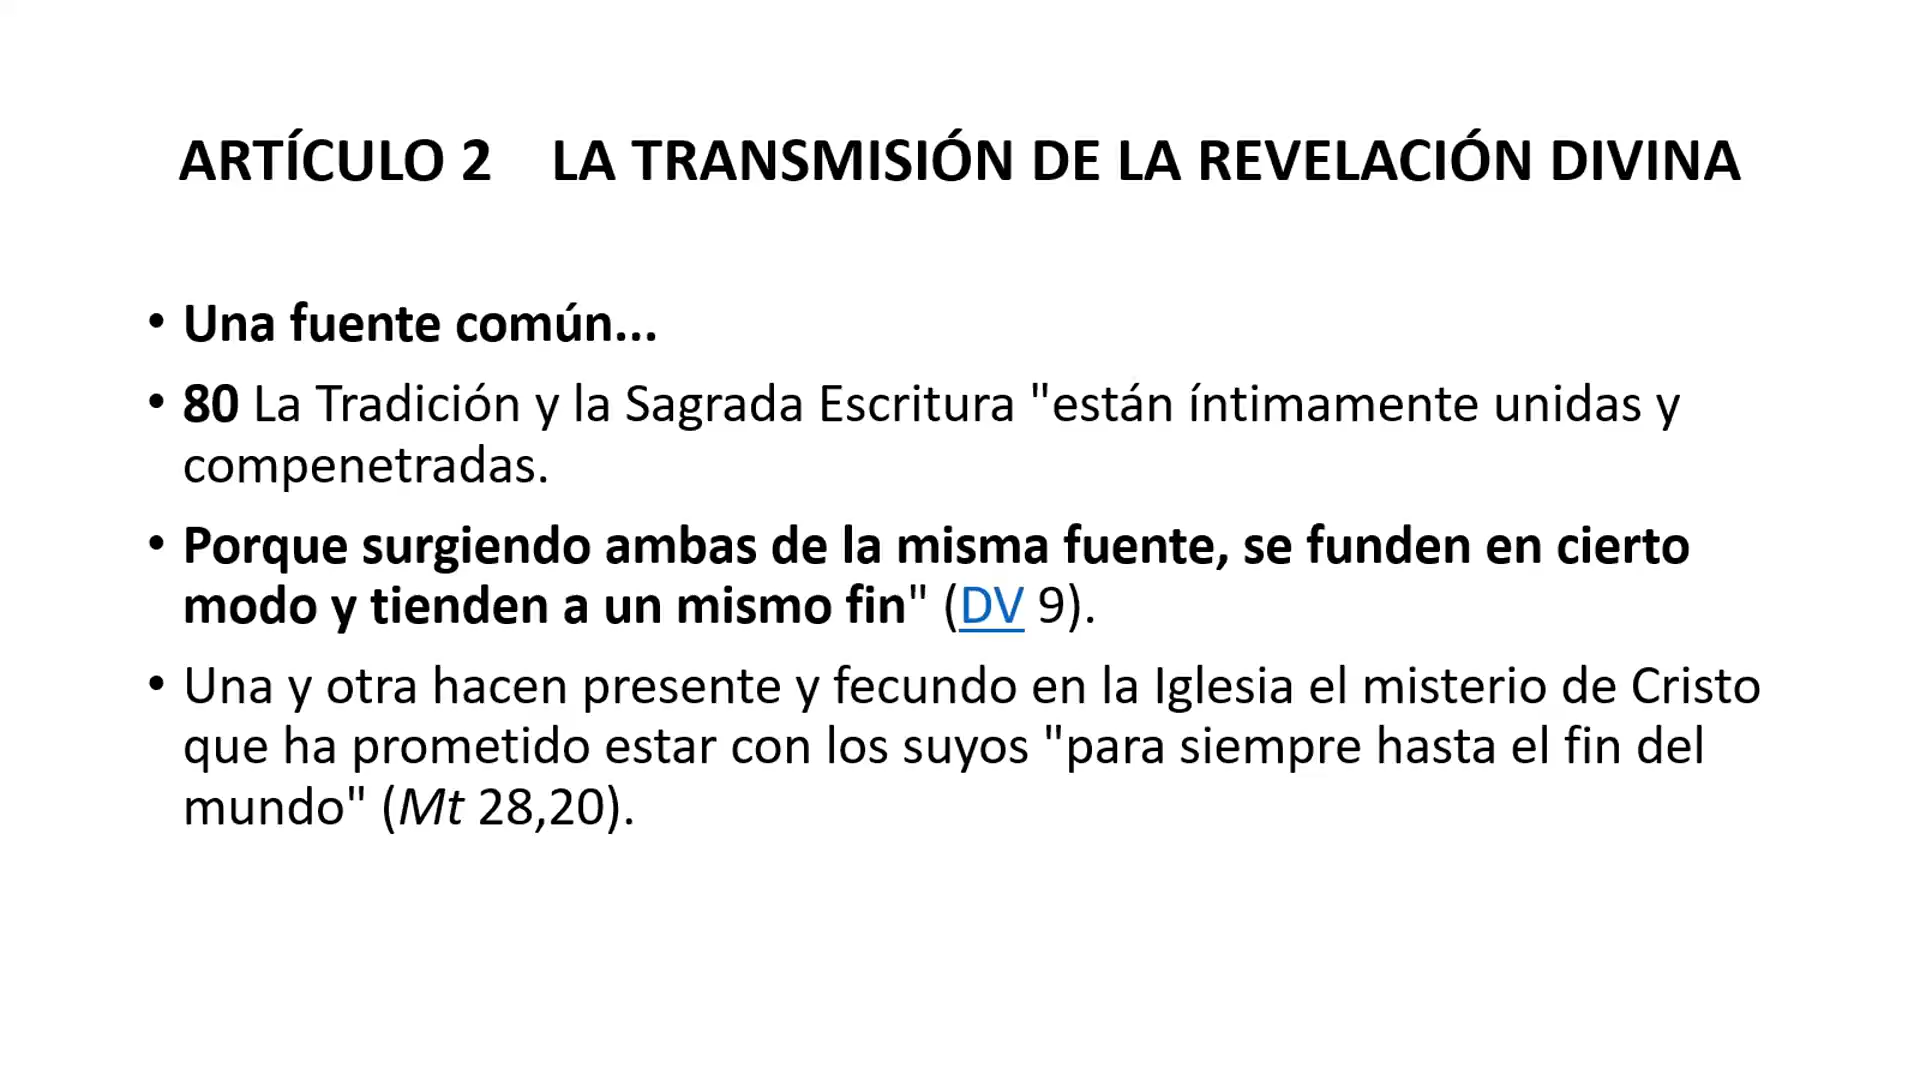 ARTÍCULO 2    LA TRANSMISIÓN DE LA REVELACIÓN DIVINA
• Una fuente común...
• 80 La Tradición y la Sagrada Escritura "están íntimamente unidas y
compenetradas.
• Porque surgiendo ambas de la misma fuente, se funden en cierto
modo y tienden a un mismo fin" (DV 9).
• Una y otra hacen presente y fecundo en la Iglesia el misterio de Cristo
que ha prometido estar con los suyos "para siempre hasta el fin del
mundo" (Mt 28,20).